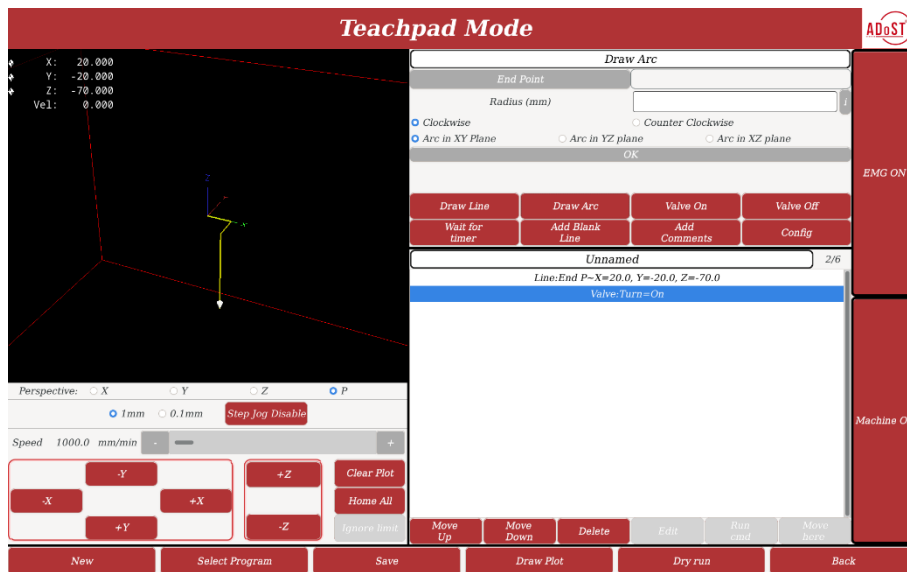 Teachpad Mode
ADoST
X: 20.000
Y: -20.000
Z: -70.000
Vel: 0.000
Perspective: X Y Z P
1mm 0.1mm Step Jog Disable
Speed 1000.0 mm/min - +
-Y
-X +X
+Y
+Z
-Z
Clear Plot
Home All
Ignore limit
Draw Arc
End Point
Radius (mm) i
Clockwise Counter Clockwise
Arc in XY Plane Arc in YZ plane Arc in XZ plane
OK
Draw Line Draw Arc Valve On Valve Off
Wait for timer Add Blank Line Add Comments Config
Unnamed 2/6
Line:End P~X=20.0, Y=-20.0, Z=-70.0
Valve:Turn=On
Move Up Move Down Delete Edit Run cmd Move here
EMG ON
Machine O
New Select Program Save Draw Plot Dry run Back